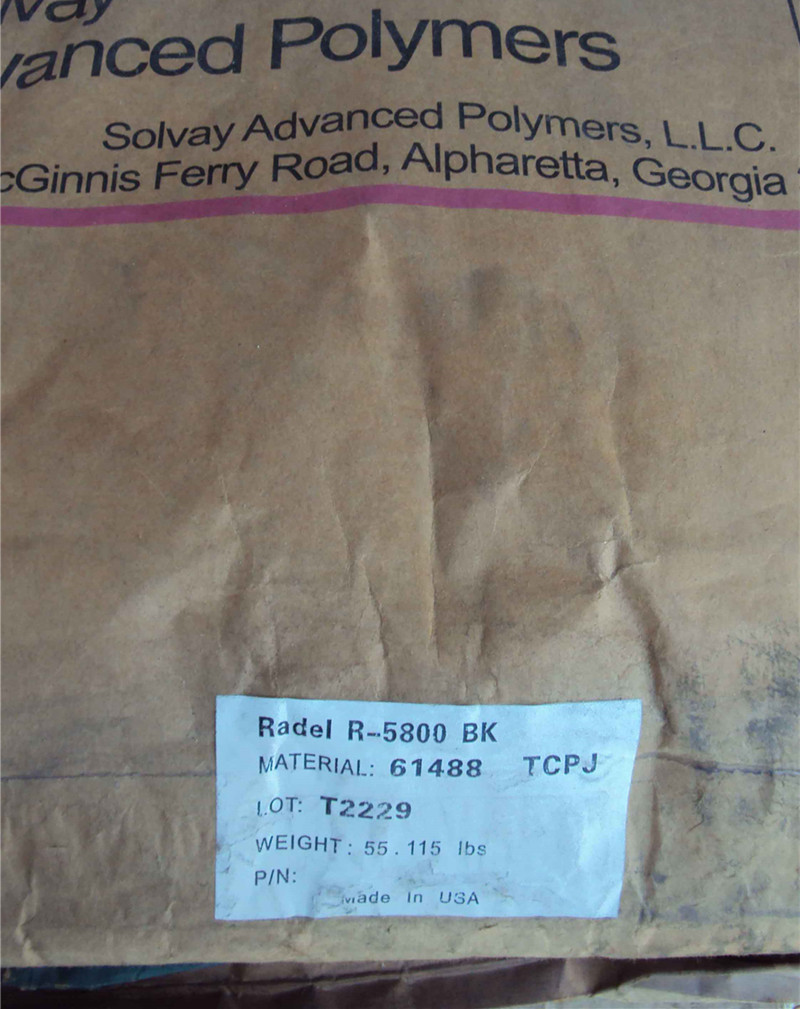 vay
vanced Polymers
Solvay Advanced Polymers, L.L.C.
cGinnis Ferry Road, Alpharetta, Georgia
Radel R-5800 BK
MATERIAL: 61488 TCPJ
LOT: T2229
WEIGHT: 55.115 lbs
P/N:
Made In USA